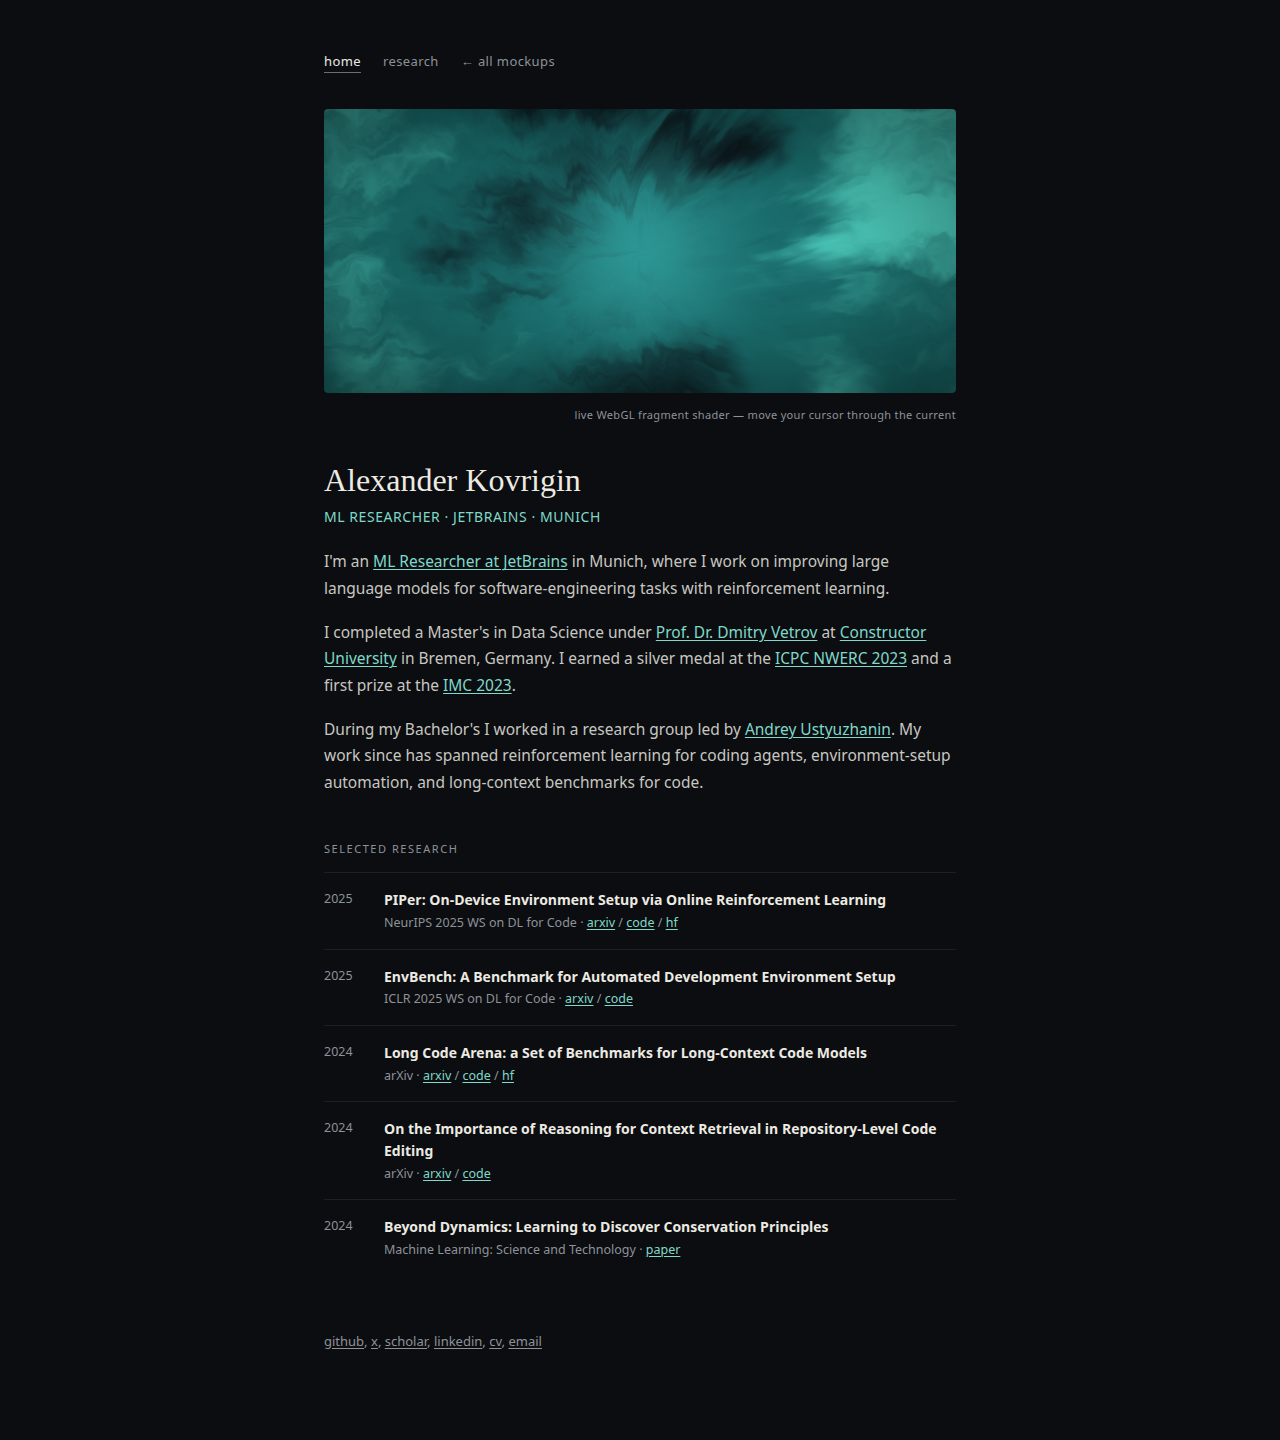 home research ← all mockups
live WebGL fragment shader — move your cursor through the current
Alexander Kovrigin
ML RESEARCHER · JETBRAINS · MUNICH
I'm an ML Researcher at JetBrains in Munich, where I work on improving large
language models for software-engineering tasks with reinforcement learning.
I completed a Master's in Data Science under Prof. Dr. Dmitry Vetrov at Constructor
University in Bremen, Germany. I earned a silver medal at the ICPC NWERC 2023 and a
first prize at the IMC 2023.
During my Bachelor's I worked in a research group led by Andrey Ustyuzhanin. My
work since has spanned reinforcement learning for coding agents, environment-setup
automation, and long-context benchmarks for code.
SELECTED RESEARCH
2025 PIPer: On-Device Environment Setup via Online Reinforcement Learning
NeurIPS 2025 WS on DL for Code · arxiv / code / hf
2025 EnvBench: A Benchmark for Automated Development Environment Setup
ICLR 2025 WS on DL for Code · arxiv / code
2024 Long Code Arena: a Set of Benchmarks for Long-Context Code Models
arXiv · arxiv / code / hf
2024 On the Importance of Reasoning for Context Retrieval in Repository-Level Code
Editing
arXiv · arxiv / code
2024 Beyond Dynamics: Learning to Discover Conservation Principles
Machine Learning: Science and Technology · paper
github, x, scholar, linkedin, cv, email